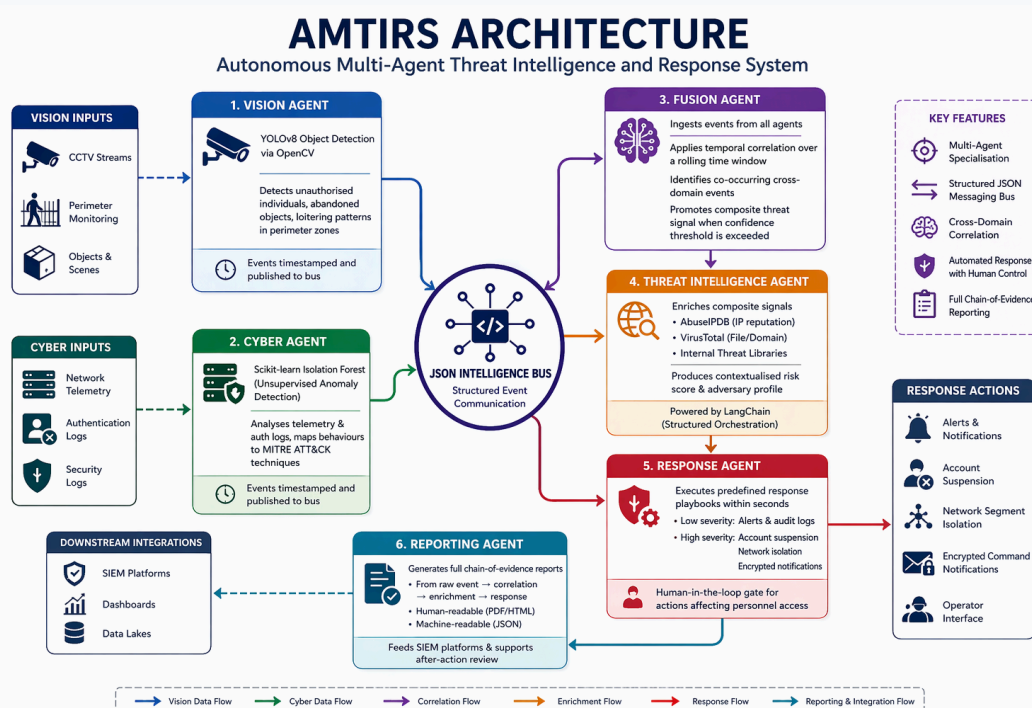 AMTIRS ARCHITECTURE
Autonomous Multi-Agent Threat Intelligence and Response System
VISION INPUTS
CCTV Streams
Perimeter
Monitoring
Objects &
Scenes
1. VISION AGENT
YOLOv8 Object Detection
via OpenCV
Detects unauthorised
individuals, abandoned
objects, loitering patterns
in perimeter zones
Events timestamped and
published to bus
CYBER INPUTS
Network
Telemetry
Authentication
Logs
Security
Logs
2. CYBER AGENT
Scikit-learn Isolation Forest
(Unsupervised Anomaly
Detection)
Analyses telemetry &
auth logs, maps behaviours
to MITRE ATT&CK
techniques
Events timestamped and
published to bus
</>
JSON INTELLIGENCE BUS
Structured Event
Communication
3. FUSION AGENT
Ingests events from all agents
Applies temporal correlation over
a rolling time window
Identifies co-occurring cross-
domain events
Promotes composite threat
signal when confidence
threshold is exceeded
4. THREAT INTELLIGENCE AGENT
Enriches composite signals
• AbuseIPDB (IP reputation)
• VirusTotal (File/Domain)
• Internal Threat Libraries
Produces contextualised risk
score & adversary profile
Powered by LangChain
(Structured Orchestration)
5. RESPONSE AGENT
Executes predefined response
playbooks within seconds
• Low severity: Alerts & audit logs
• High severity: Account suspension
Network isolation
Encrypted notifications
Human-in-the-loop gate for
actions affecting personnel access
KEY FEATURES
Multi-Agent
Specialisation
Structured JSON
Messaging Bus
Cross-Domain
Correlation
Automated Response
with Human Control
Full Chain-of-Evidence
Reporting
RESPONSE ACTIONS
Alerts &
Notifications
Account
Suspension
Network Segment
Isolation
Encrypted Command
Notifications
Operator
Interface
DOWNSTREAM INTEGRATIONS
SIEM Platforms
Dashboards
Data Lakes
6. REPORTING AGENT
Generates full chain-of-evidence reports
• From raw event → correlation
→ enrichment → response
• Human-readable (PDF/HTML)
• Machine-readable (JSON)
Feeds SIEM platforms & supports
after-action review
Vision Data Flow
Cyber Data Flow
Correlation Flow
Enrichment Flow
Response Flow
Reporting & Integration Flow